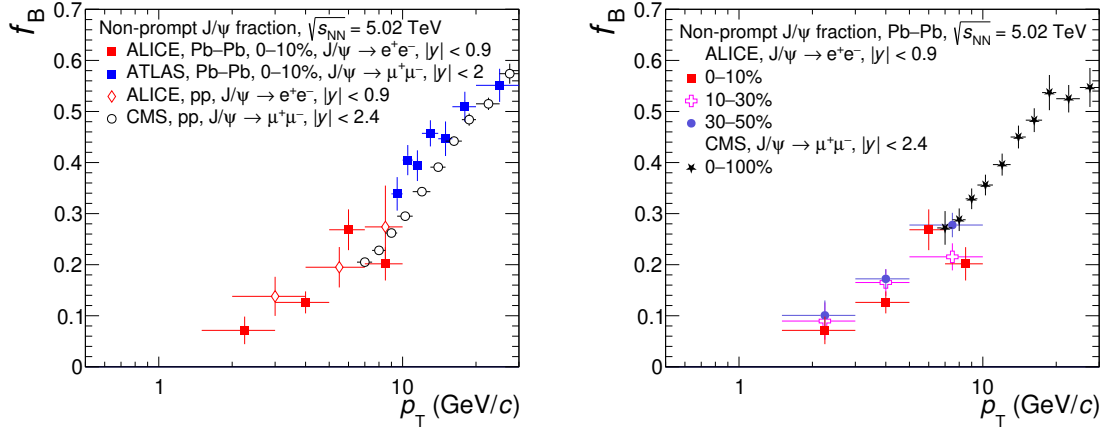 f_B
Non-prompt J/ψ fraction, √s_NN = 5.02 TeV
ALICE, Pb–Pb, 0–10%, J/ψ → e⁺e⁻, |y| < 0.9
ATLAS, Pb–Pb, 0–10%, J/ψ → μ⁺μ⁻, |y| < 2
ALICE, pp, J/ψ → e⁺e⁻, |y| < 0.9
CMS, pp, J/ψ → μ⁺μ⁻, |y| < 2.4
0.7
0.6
0.5
0.4
0.3
0.2
0.1
0
1
10
p_T (GeV/c)
f_B
Non-prompt J/ψ fraction, Pb–Pb, √s_NN = 5.02 TeV
ALICE, J/ψ → e⁺e⁻, |y| < 0.9
0–10%
10–30%
30–50%
CMS, J/ψ → μ⁺μ⁻, |y| < 2.4
0–100%
0.7
0.6
0.5
0.4
0.3
0.2
0.1
0
1
10
p_T (GeV/c)